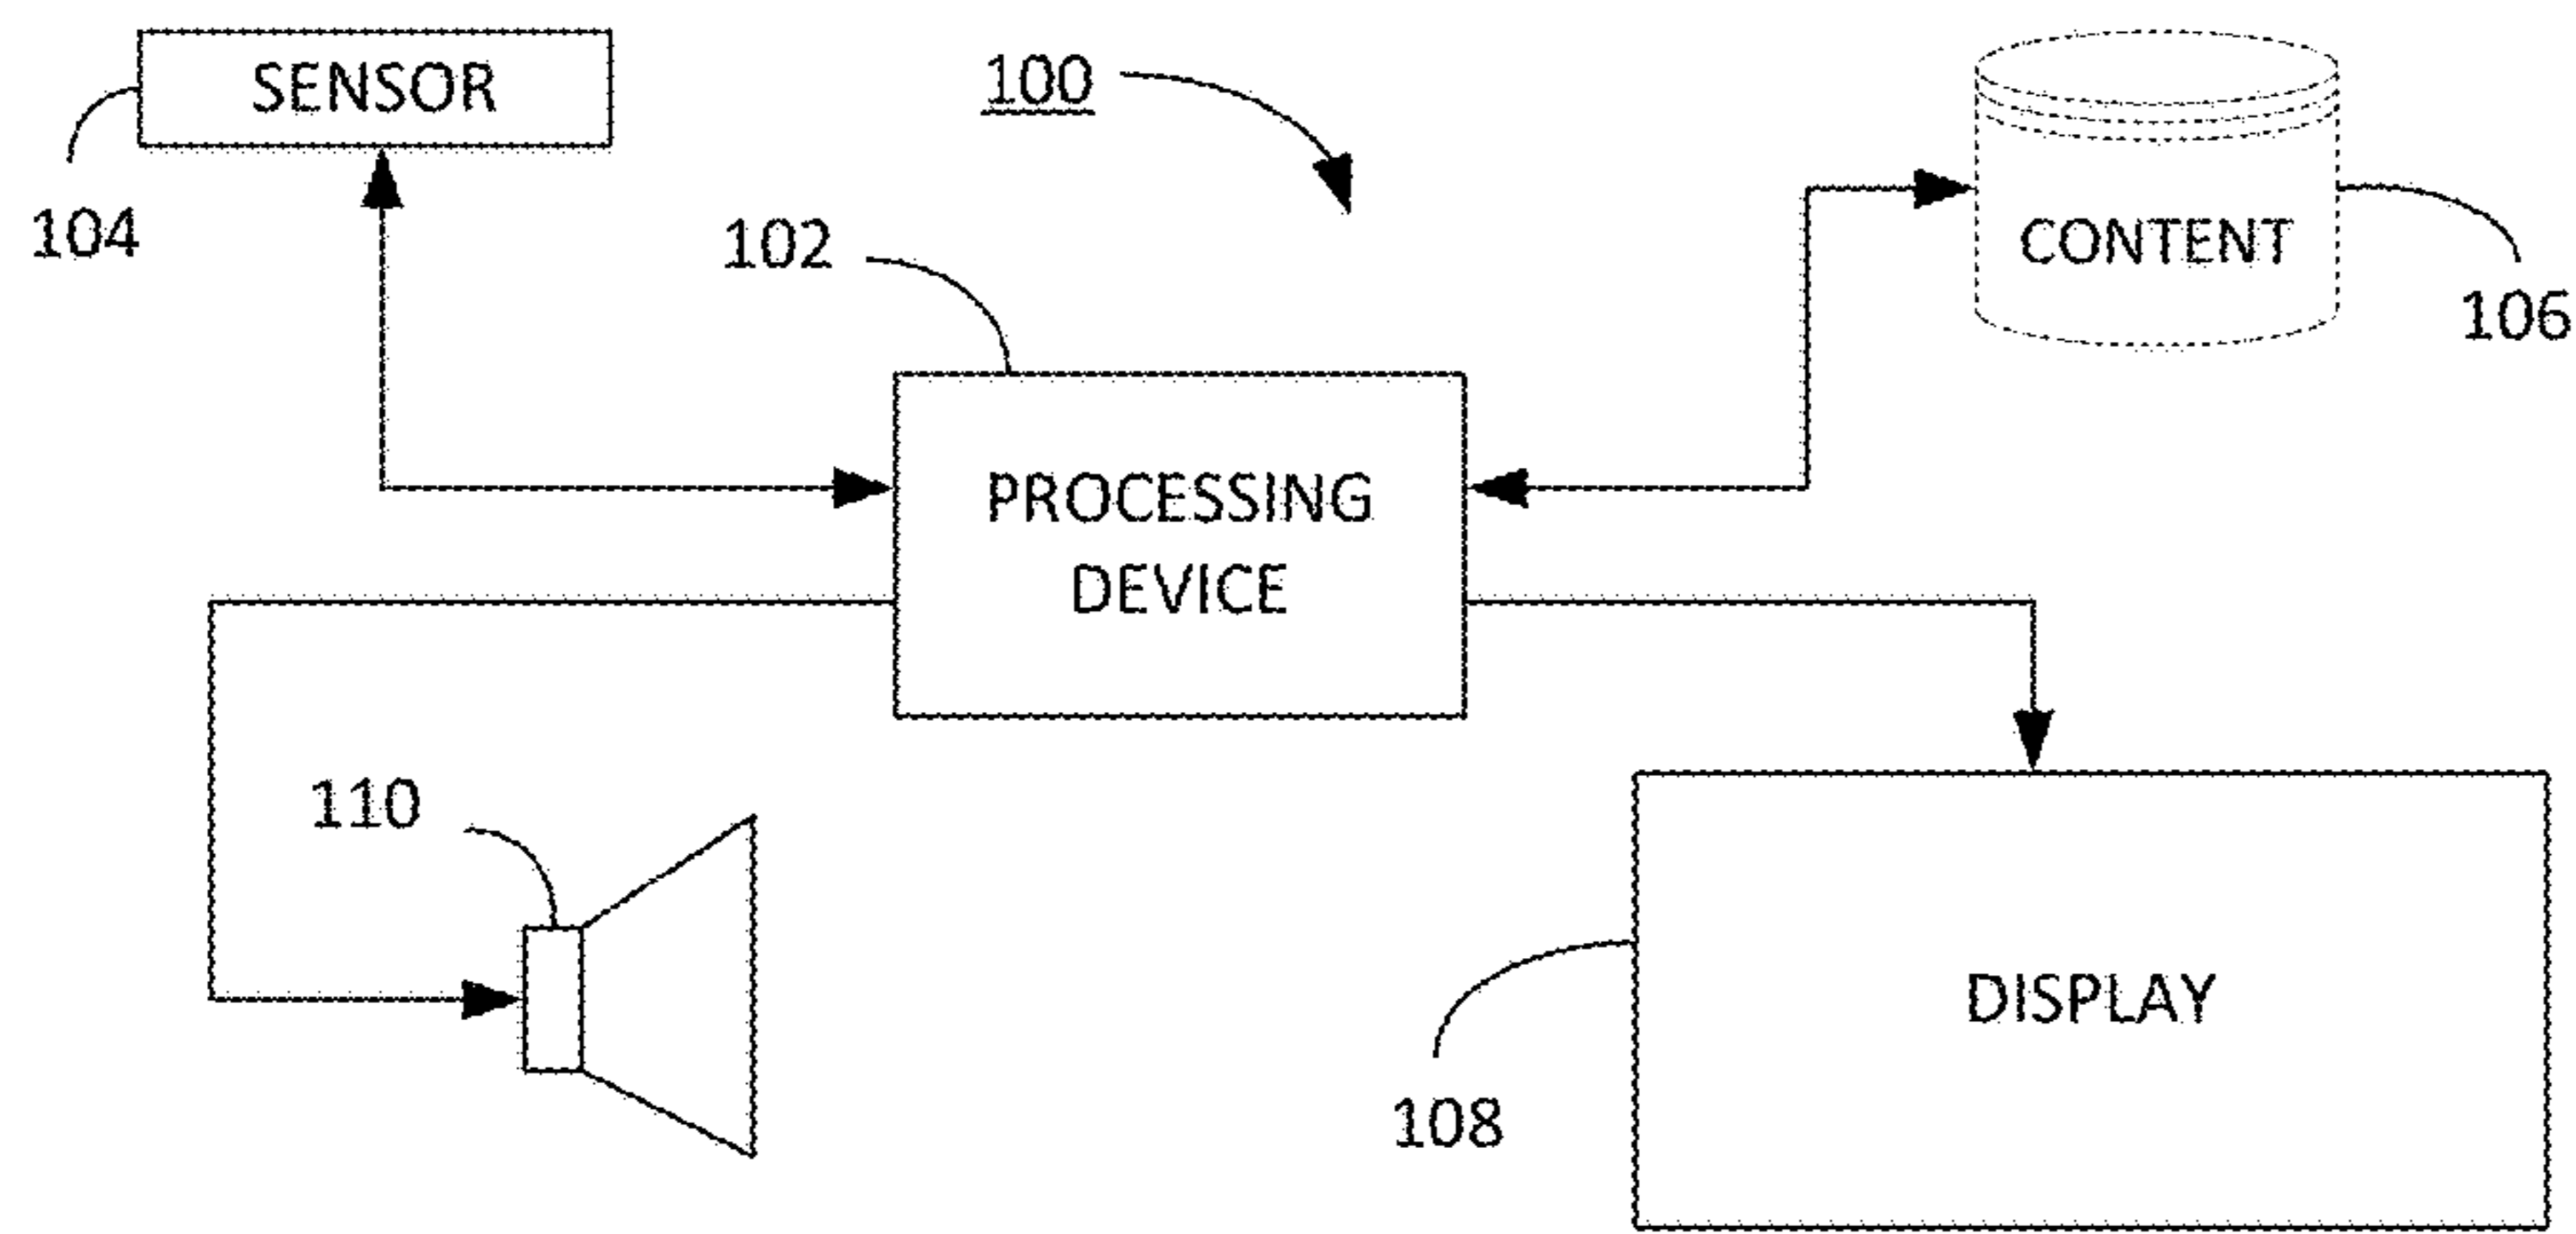 SENSOR
100
104
102
CONTENT
106
PROCESSING
DEVICE
110
DISPLAY
108